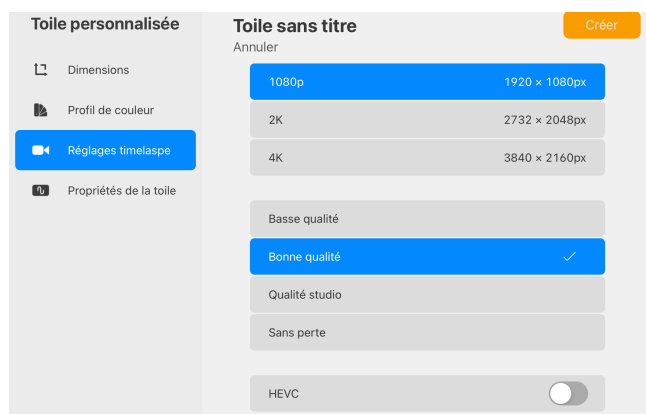 Toile personnalisée
Dimensions
Profil de couleur
Réglages timelaspe
Propriétés de la toile
Toile sans titre
Créer
Annuler
1080p 1920 × 1080px
2K 2732 × 2048px
4K 3840 × 2160px
Basse qualité
Bonne qualité
Qualité studio
Sans perte
HEVC